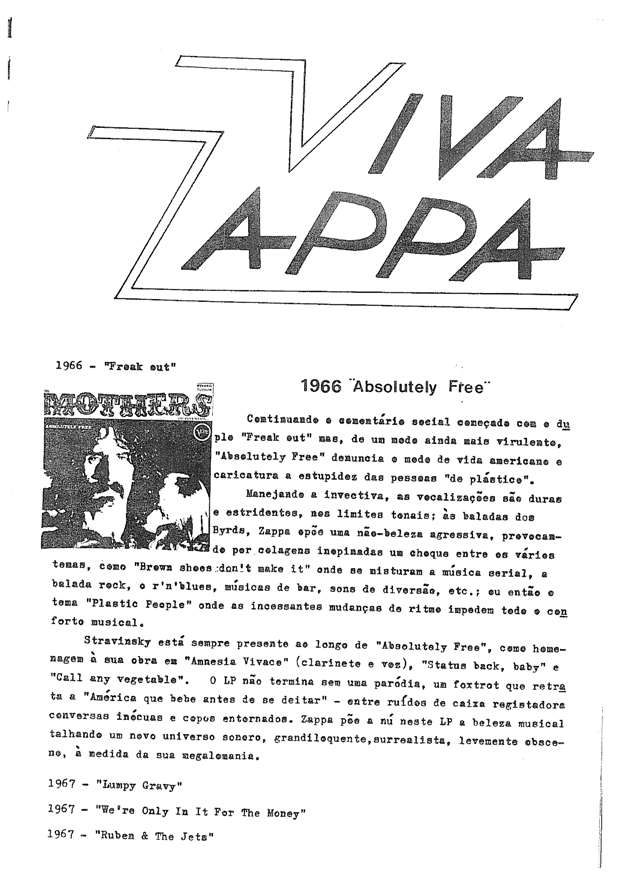 VIVA
ZAPPA
1966 - "Freak out"
THE
MOTHERS
ABSOLUTELY FREE
Verve
1966 "Absolutely Free"
Continuando o comentário social começado com o du
plo "Freak out" mas, de um modo ainda mais virulento,
"Absolutely Free" denuncia o modo de vida americano e
caricatura a estupidez das pessoas "de plástico".
Manejando a invectiva, as vocalizações são duras
e estridentes, nos limites tonais; às baladas dos
Byrds, Zappa opõe uma não-beleza agressiva, provocan-
do por colagens inopinadas um choque entre os vários
temas, como "Brown shoes don't make it" onde se misturam a música serial, a
balada rock, o r'n'blues, músicas de bar, sons de diversão, etc.; ou então o
tema "Plastic People" onde as incessantes mudanças de ritmo impedem todo o con
forto musical.
Stravinsky está sempre presente ao longo de "Absolutely Free", como home-
nagem à sua obra em "Amnesia Vivace" (clarinete e voz), "Status back, baby" e
"Call any vegetable". O LP não termina sem uma paródia, um foxtrot que retra
ta a "América que bebe antes de se deitar" - entre ruídos de caixa registadora
conversas inócuas e copos entornados. Zappa põe a nú neste LP a beleza musical
talhando um novo universo sonoro, grandiloquente,surrealista, levemente obsce-
no, à medida da sua megalomania.
1967 - "Lumpy Gravy"
1967 - "We're Only In It For The Money"
1967 - "Ruben & The Jets"